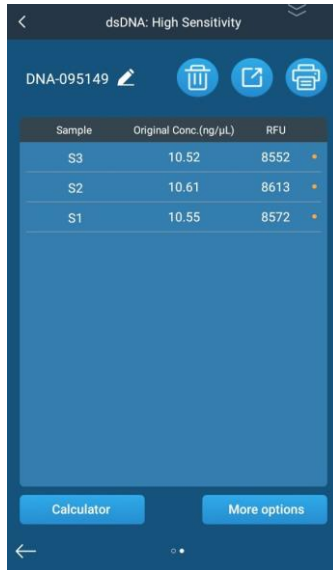 dsDNA: High Sensitivity
DNA-095149
Sample Original Conc.(ng/μL) RFU
S3 10.52 8552
S2 10.61 8613
S1 10.55 8572
Calculator More options